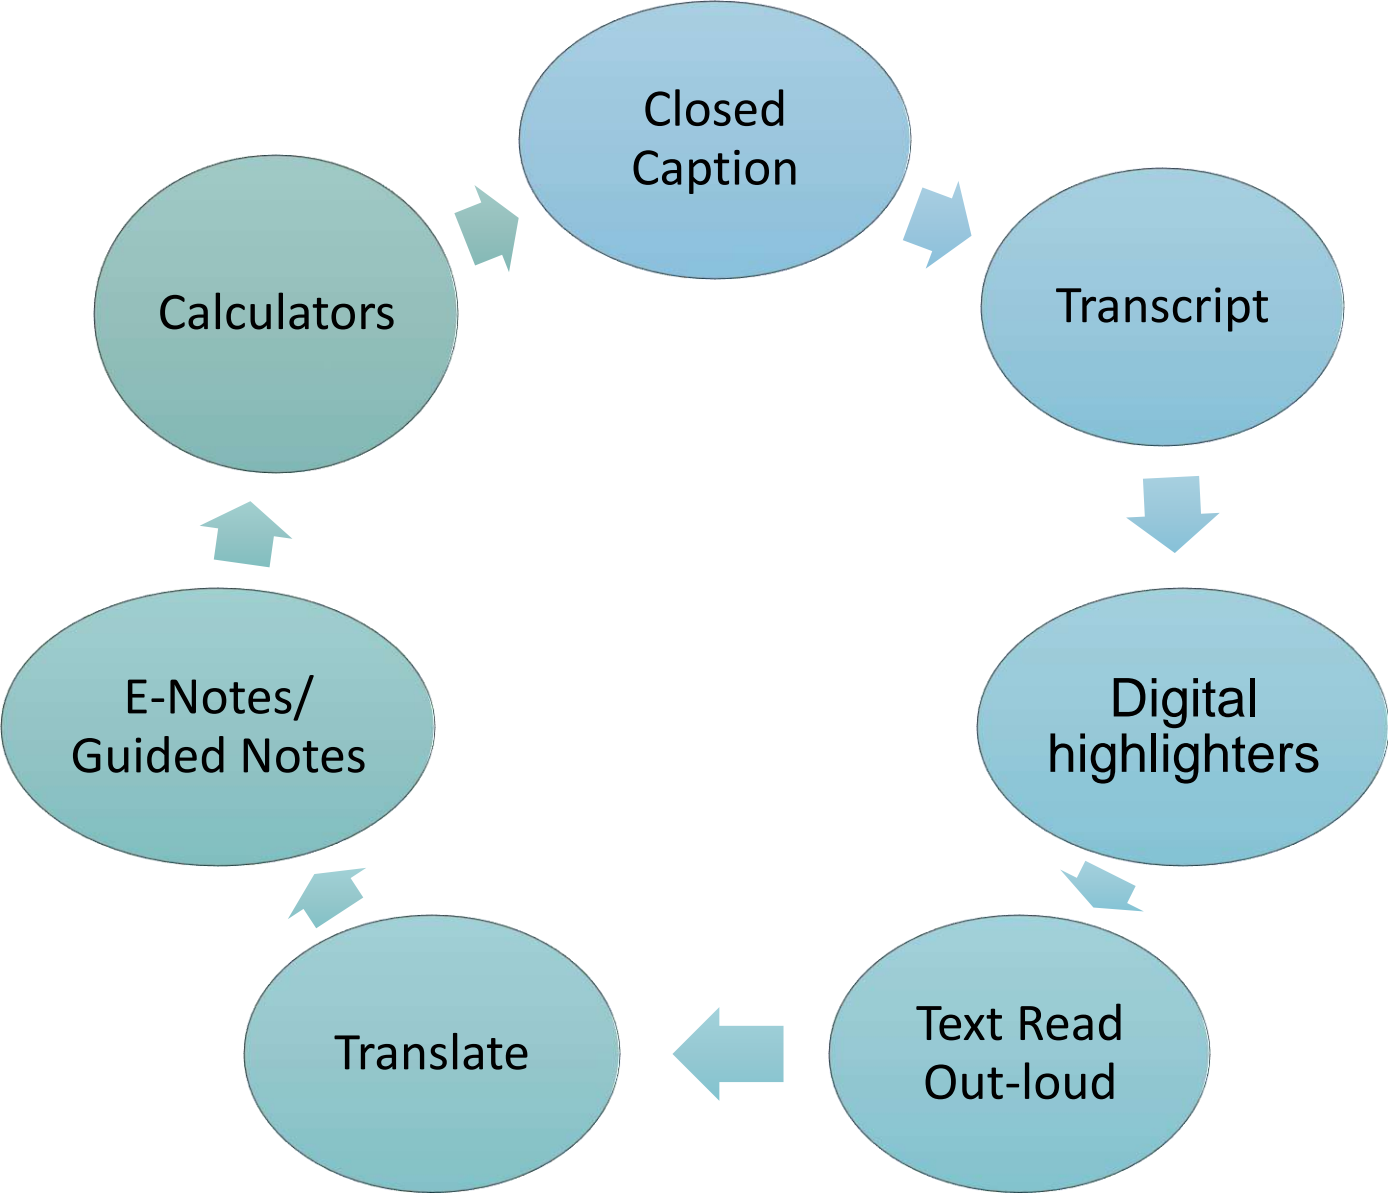 Closed
Caption
Transcript
Digital
highlighters
Text Read
Out-loud
Translate
E-Notes/
Guided Notes
Calculators